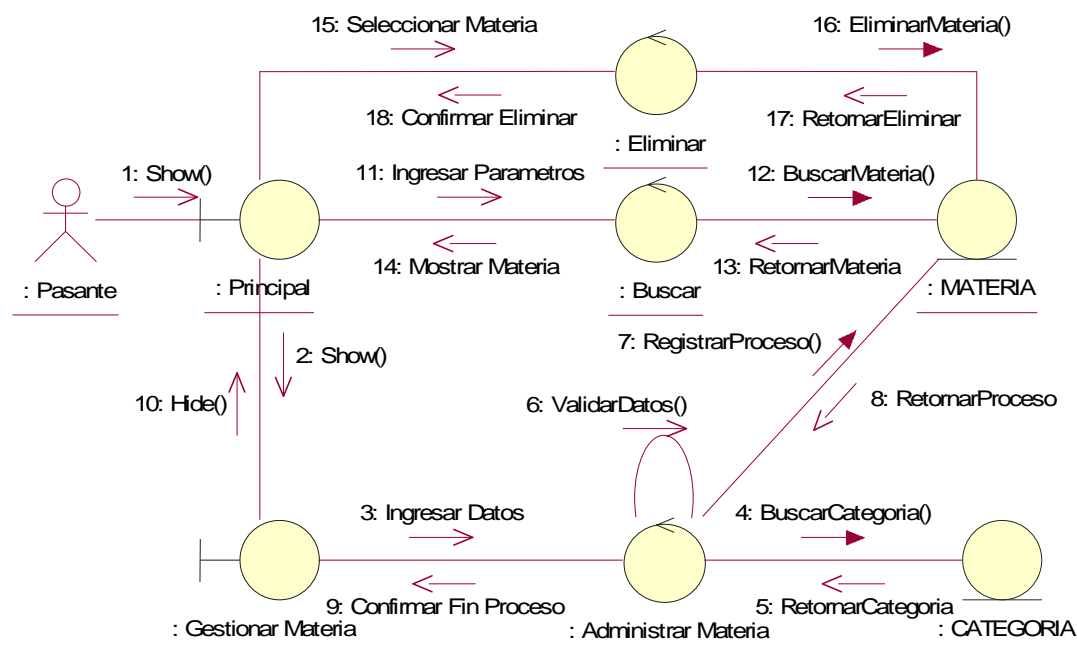 15: Seleccionar Materia
16: EliminarMateria()
18: Confirmar Eliminar
17: RetornarEliminar
: Eliminar
1: Show()
11: Ingresar Parametros
12: BuscarMateria()
14: Mostrar Materia
13: RetornarMateria
: Pasante
: Principal
: Buscar
: MATERIA
2: Show()
7: RegistrarProceso()
10: Hide()
6: ValidarDatos()
8: RetornarProceso
3: Ingresar Datos
4: BuscarCategoria()
9: Confirmar Fin Proceso
5: RetornarCategoria
: Gestionar Materia
: Administrar Materia
: CATEGORIA